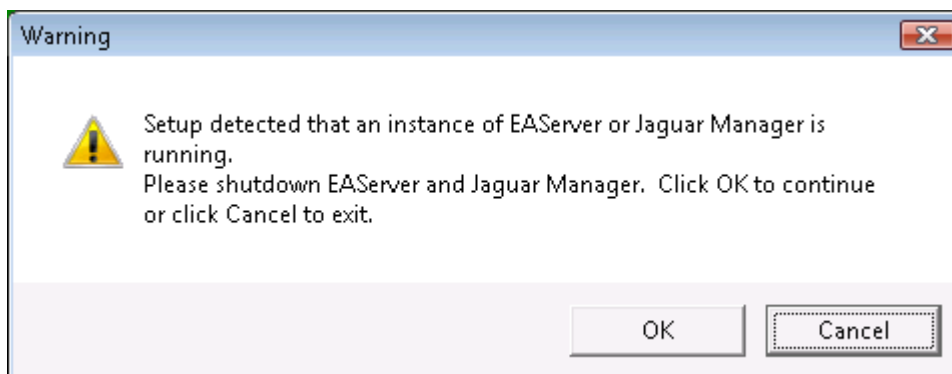 Warning
Setup detected that an instance of EAServer or Jaguar Manager is
running.
Please shutdown EAServer and Jaguar Manager.  Click OK to continue
or click Cancel to exit.
OK
Cancel